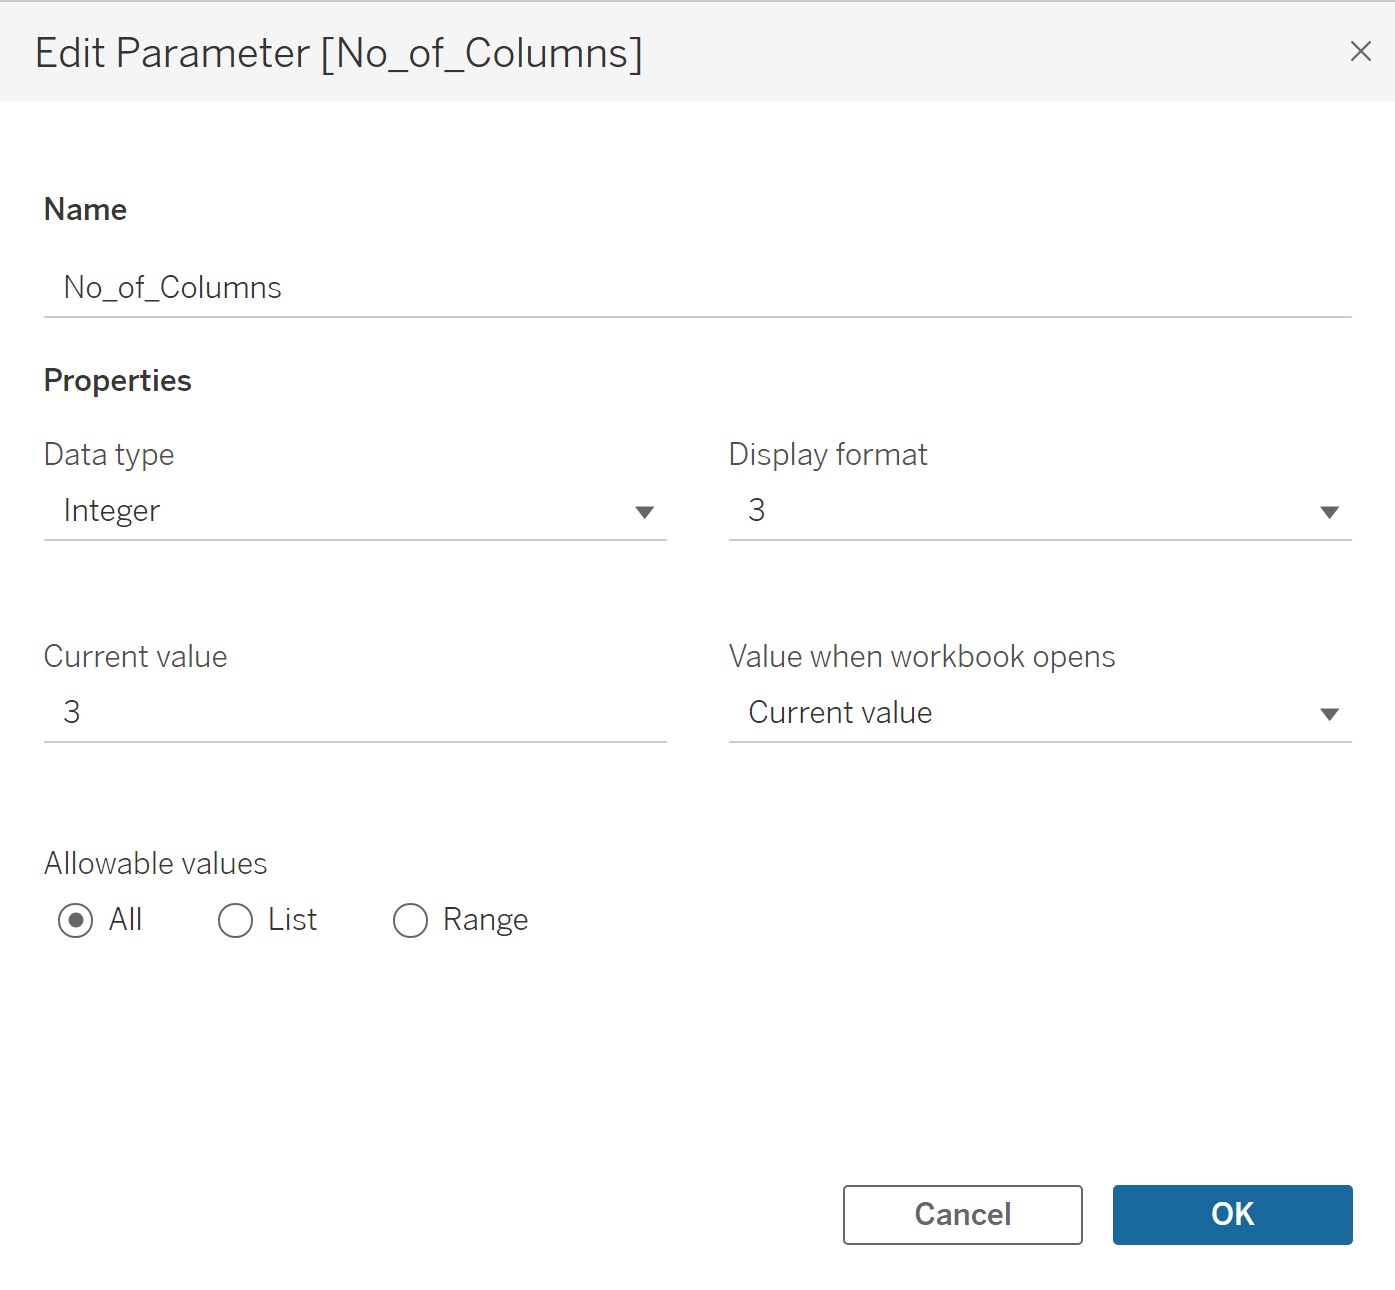 Edit Parameter [No_of_Columns]
Name
No_of_Columns
Properties
Data type
Display format
Integer
3
Current value
Value when workbook opens
3
Current value
Allowable values
All List Range
Cancel OK